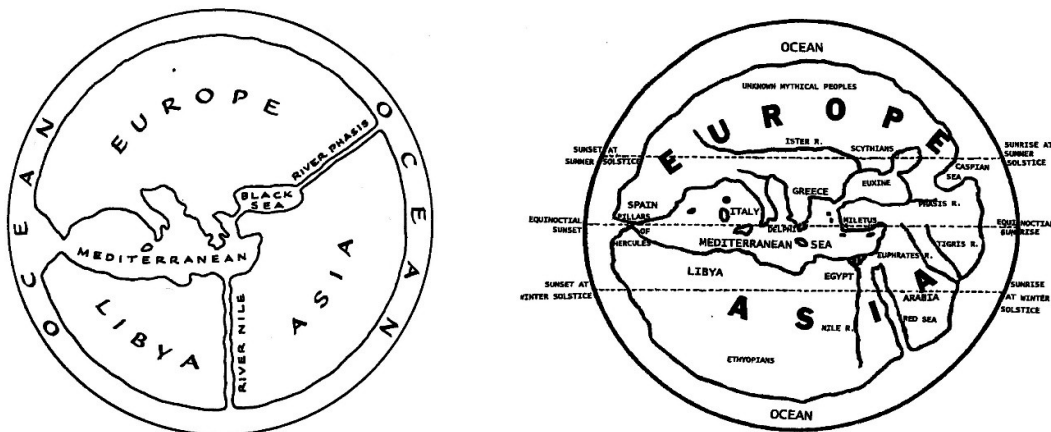 OCEAN
OCEAN
EUROPE
RIVER PHASIS
BLACK SEA
MEDITERRANEAN
LIBYA
RIVER NILE
ASIA
OCEAN
UNKNOWN MYTHICAL PEOPLES
EUROPE
ISTER R.
SCYTHIANS
SUNSET AT
SUMMER SOLSTICE
SUNRISE AT
SUMMER
SOLSTICE
CASPIAN
SEA
EUXINE
GREECE
SPAIN
ITALY
PHASIS R.
PILLARS
OF
HERCULES
EQUINOCTIAL
SUNSET
DELPHI
MILETUS
EQUINOCTIAL
SUNRISE
MEDITERRANEAN SEA
TIGRIS R.
EUPHRATES R.
LIBYA
EGYPT
SUNSET AT
WINTER SOLSTICE
SUNRISE
AT WINTER
SOLSTICE
ASIA
ARABIA
RED SEA
NILE R.
ETHYOPIANS
OCEAN